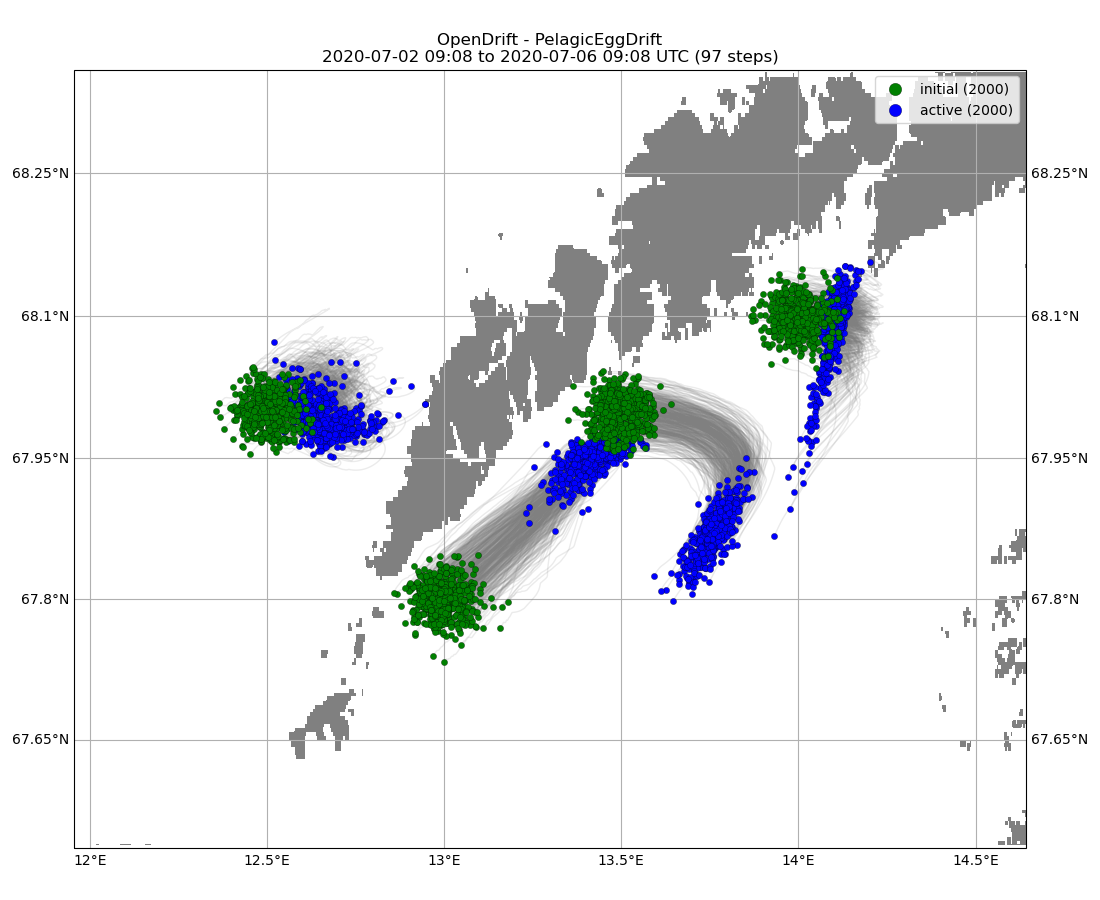 OpenDrift - PelagicEggDrift
2020-07-02 09:08 to 2020-07-06 09:08 UTC (97 steps)
initial (2000)
active (2000)
68.25°N
68.25°N
68.1°N
68.1°N
67.95°N
67.95°N
67.8°N
67.8°N
67.65°N
67.65°N
12°E
12.5°E
13°E
13.5°E
14°E
14.5°E